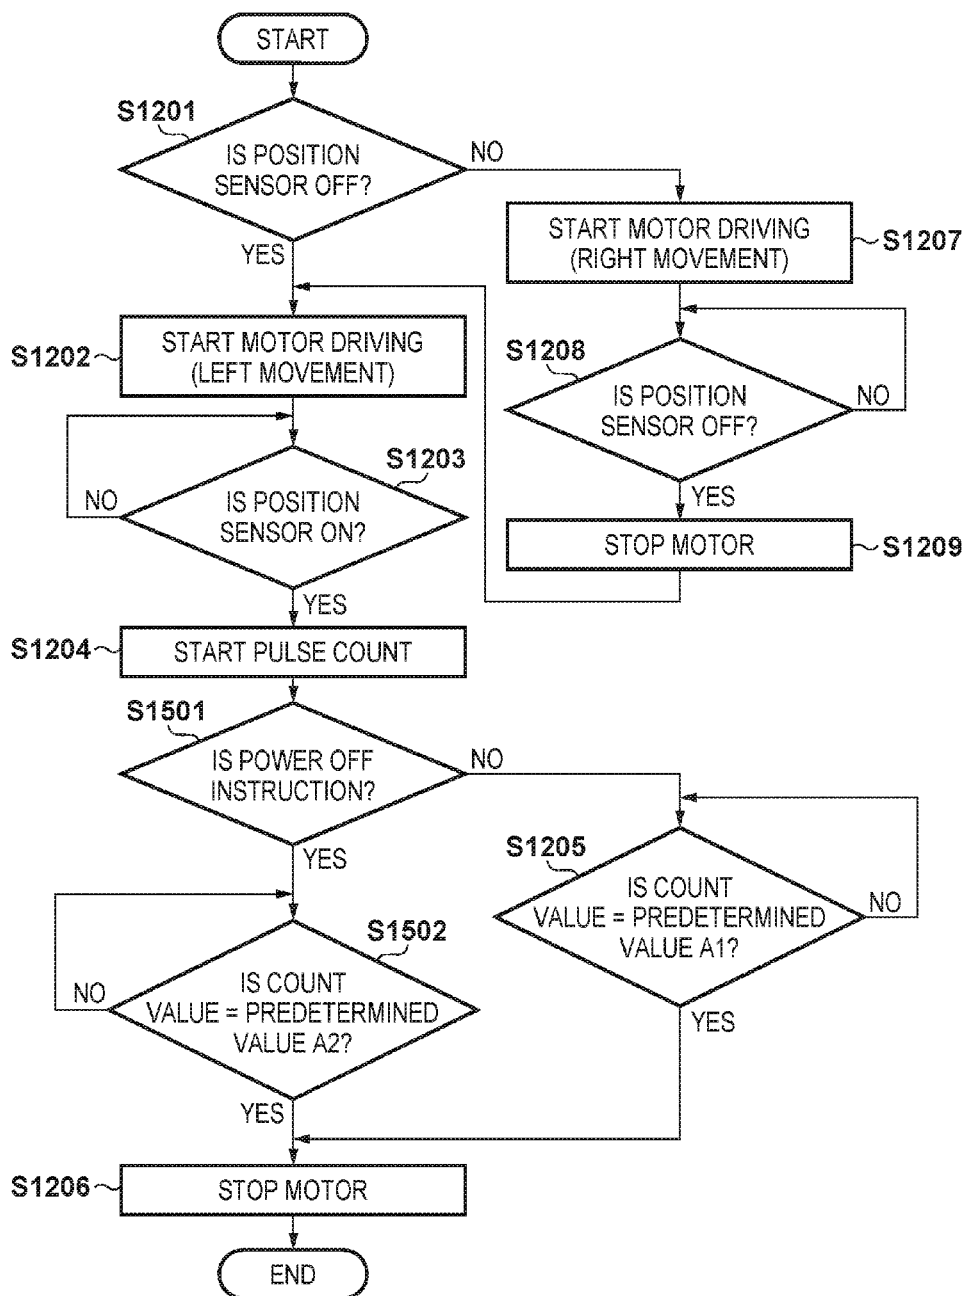 START
S1201
IS POSITION
SENSOR OFF?
NO
YES
START MOTOR DRIVING
(RIGHT MOVEMENT)
S1207
S1202
START MOTOR DRIVING
(LEFT MOVEMENT)
S1208
IS POSITION
SENSOR OFF?
NO
YES
S1203
IS POSITION
SENSOR ON?
NO
YES
STOP MOTOR
S1209
S1204
START PULSE COUNT
S1501
IS POWER OFF
INSTRUCTION?
NO
YES
S1205
IS COUNT
VALUE = PREDETERMINED
VALUE A1?
NO
YES
S1502
IS COUNT
VALUE = PREDETERMINED
VALUE A2?
NO
YES
S1206
STOP MOTOR
END